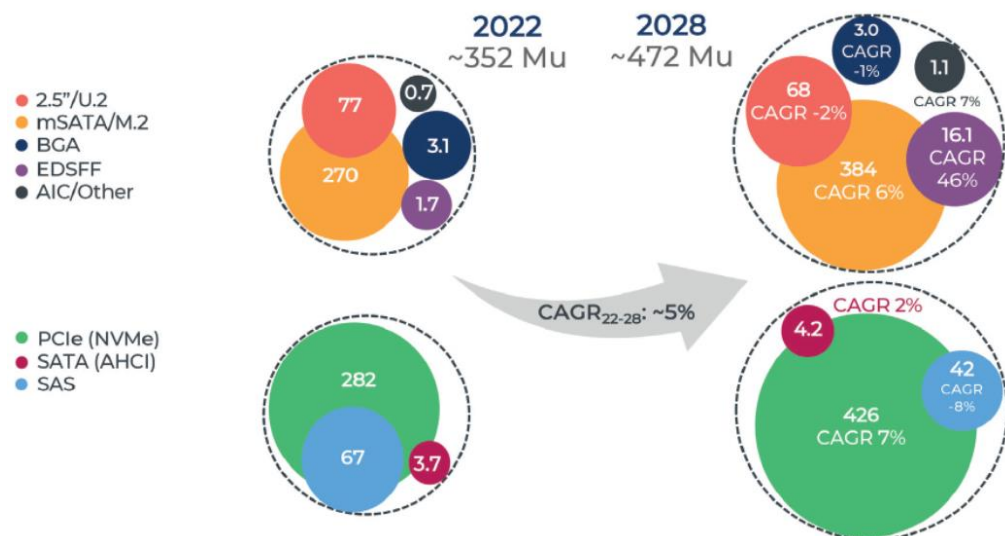 2022
~352 Mu
2028
~472 Mu
2.5”/U.2
mSATA/M.2
BGA
EDSFF
AIC/Other
77
0.7
270
3.1
1.7
3.0
CAGR
-1%
1.1
CAGR 7%
68
CAGR -2%
16.1
CAGR
46%
384
CAGR 6%
CAGR22-28: ~5%
PCIe (NVMe)
SATA (AHCI)
SAS
282
67
3.7
CAGR 2%
4.2
42
CAGR
-8%
426
CAGR 7%